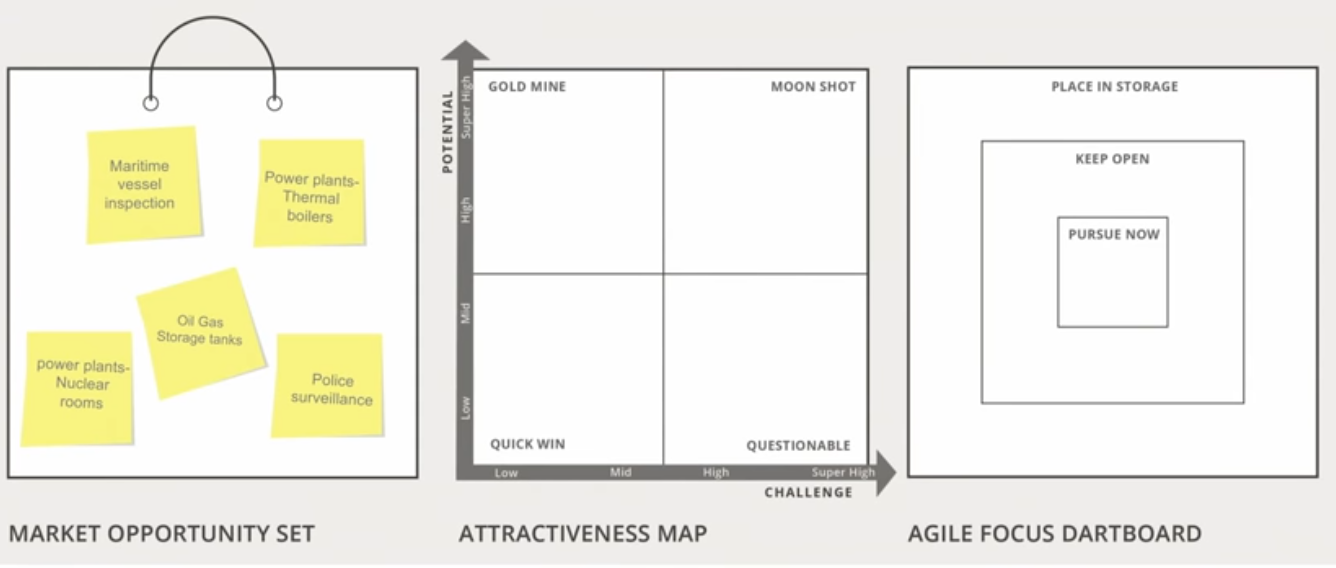 Maritime
vessel
inspection
Power plants-
Thermal
boilers
Oil Gas
Storage tanks
power plants-
Nuclear
rooms
Police
surveillance
MARKET OPPORTUNITY SET
POTENTIAL
Super High
High
Mid
Low
GOLD MINE
MOON SHOT
QUICK WIN
QUESTIONABLE
Low
Mid
High
Super High
CHALLENGE
ATTRACTIVENESS MAP
PLACE IN STORAGE
KEEP OPEN
PURSUE NOW
AGILE FOCUS DARTBOARD